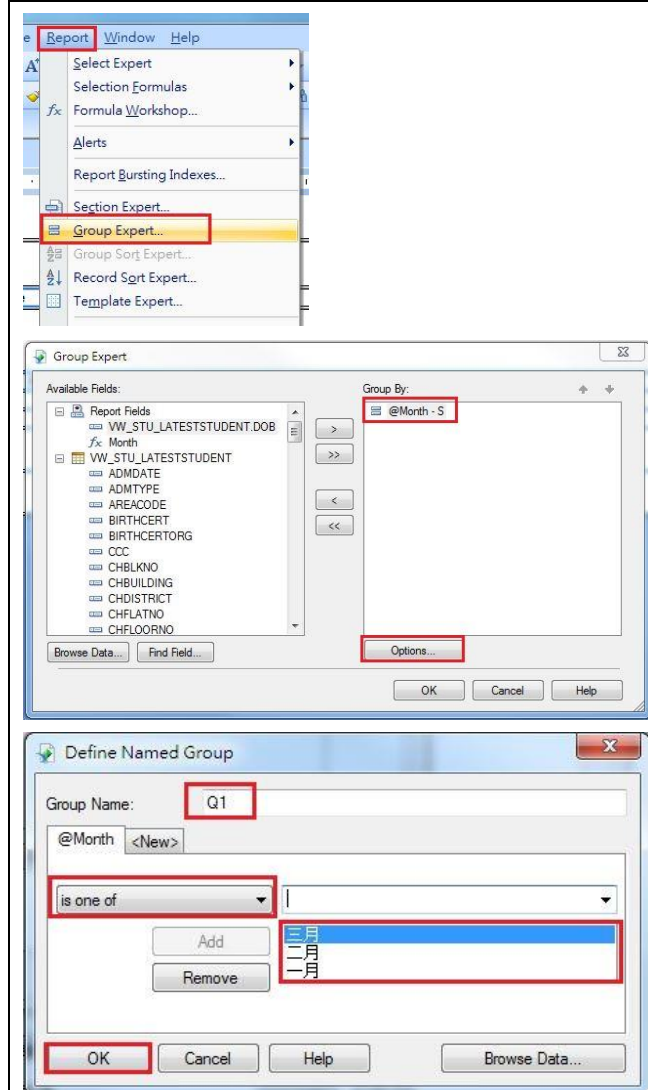 e Report Window Help
A Select Expert
Selection Formulas
fx Formula Workshop...
Alerts
Report Bursting Indexes...
Section Expert...
Group Expert...
Group Sort Expert...
Record Sort Expert...
Template Expert...
Group Expert
Available Fields:
Group By:
Report Fields
VW_STU_LATESTSTUDENT.DOB
fx Month
VW_STU_LATESTSTUDENT
ADMDATE
ADMTYPE
AREACODE
BIRTHCERT
BIRTHCERTORG
CCC
CHBLKNO
CHBUILDING
CHDISTRICT
CHFLATNO
CHFLOORNO
>
>>
<
<<
@Month - S
Browse Data... Find Field...
Options...
OK Cancel Help
Define Named Group
Group Name: Q1
@Month <New>
is one of
Add
Remove
三月
二月
一月
OK Cancel Help Browse Data...